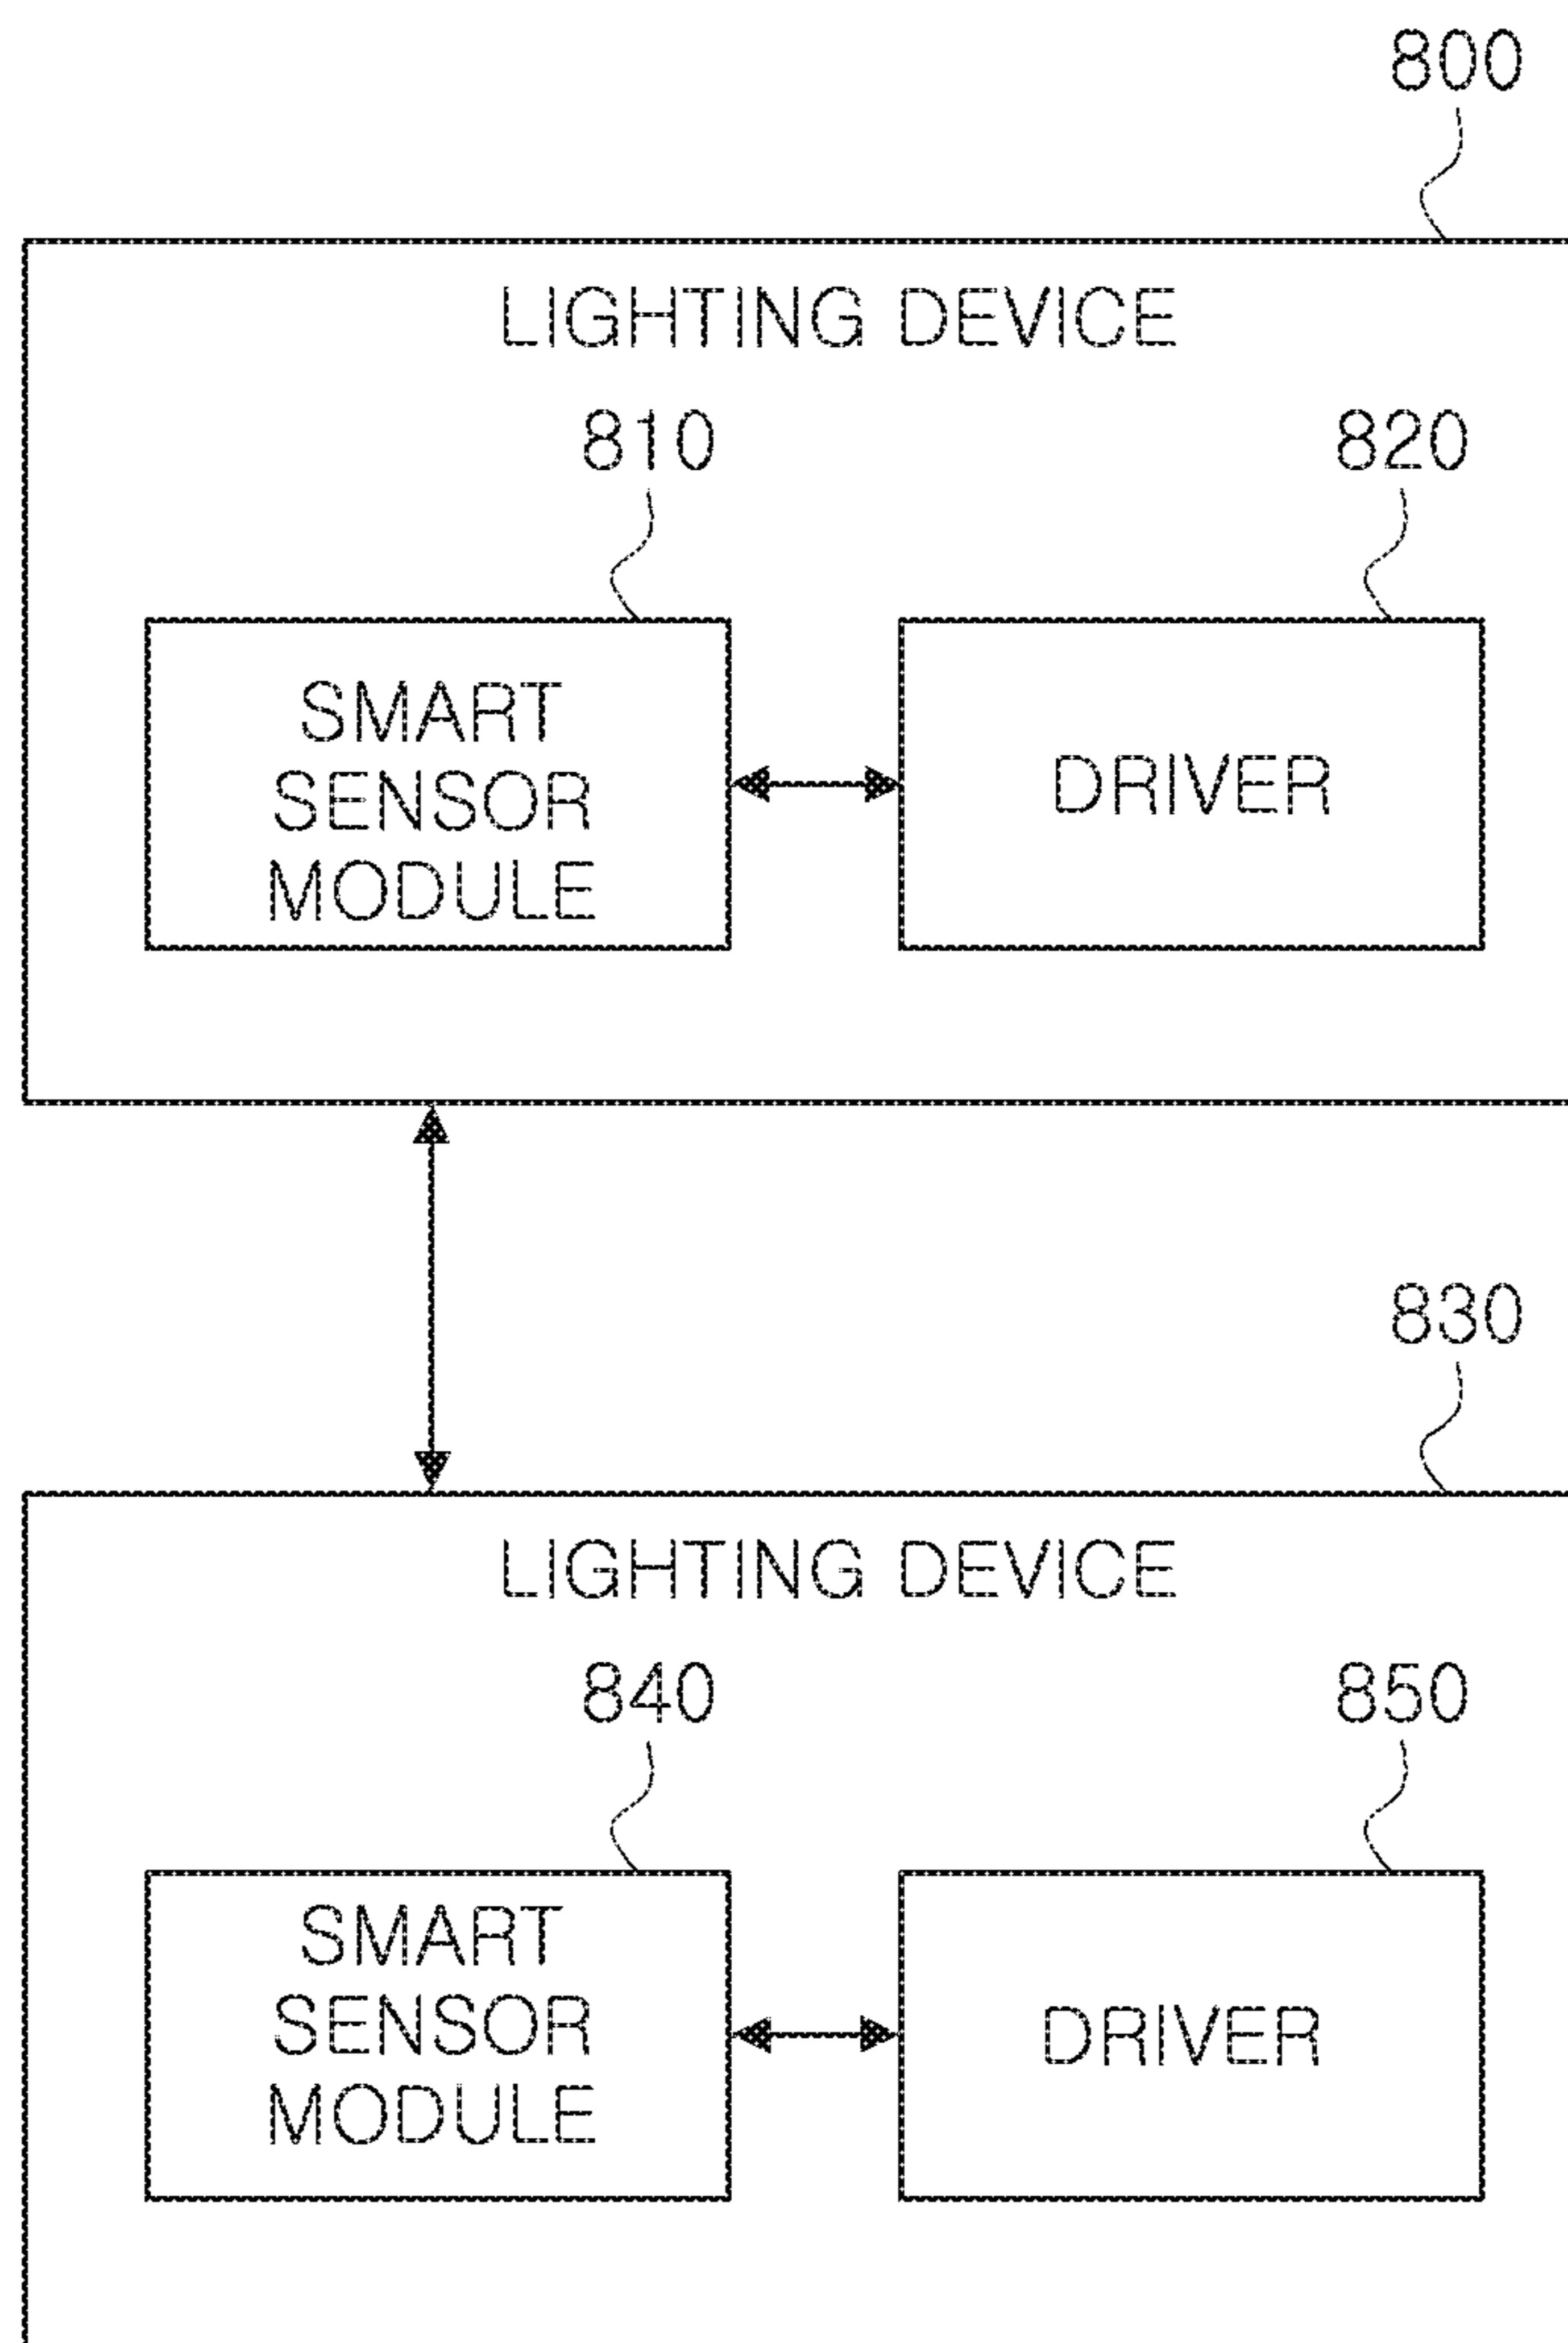 800
LIGHTING DEVICE
810
820
SMART
SENSOR
MODULE
DRIVER
830
LIGHTING DEVICE
840
850
SMART
SENSOR
MODULE
DRIVER